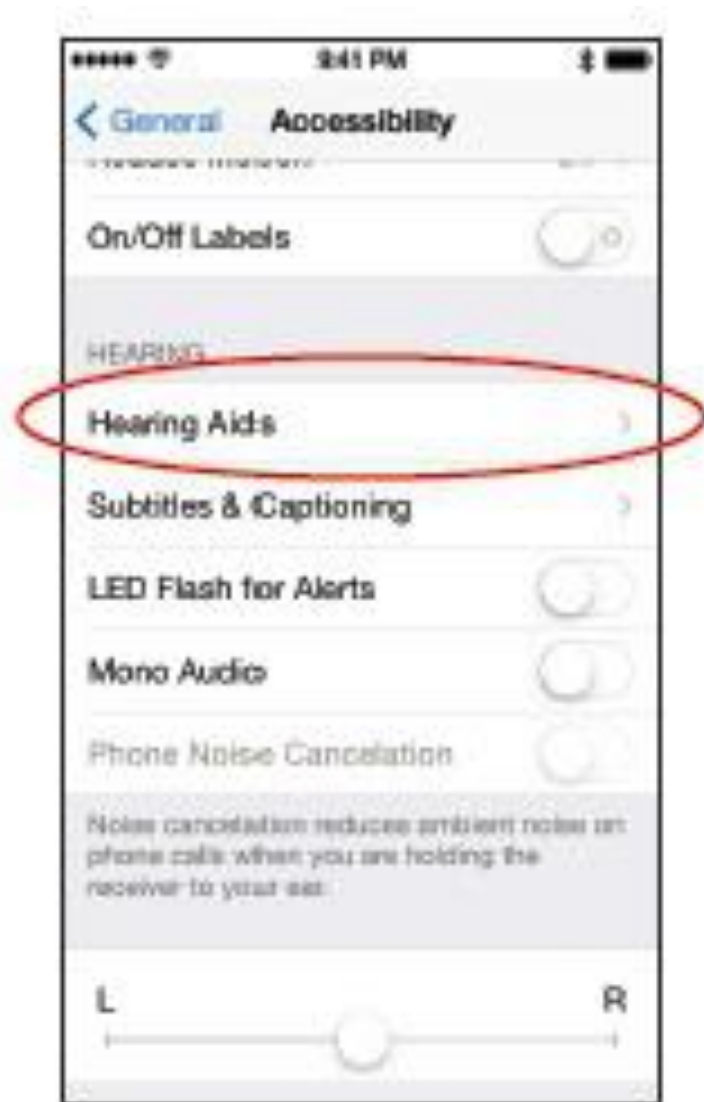 9:41 PM
General
Accessibility
On/Off Labels
HEARING
Hearing Aids
Subtitles & Captioning
LED Flash for Alerts
Mono Audio
Phone Noise Cancelation
Noise cancelation reduces ambient noise on
phone calls when you are holding the
receiver to your ear.
L R